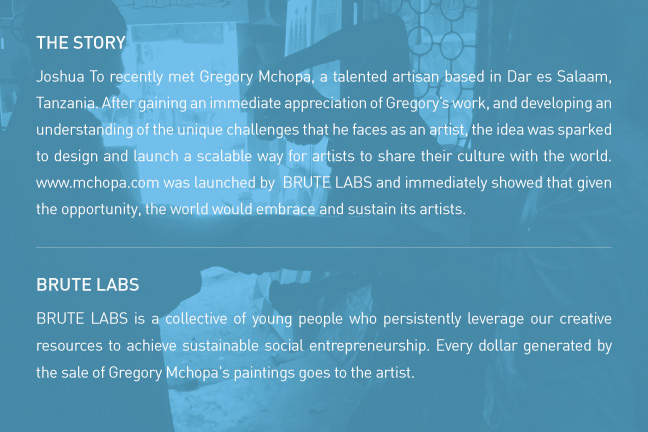 THE STORY
Joshua To recently met Gregory Mchopa, a talented artisan based in Dar es Salaam,
Tanzania. After gaining an immediate appreciation of Gregory's work, and developing an
understanding of the unique challenges that he faces as an artist, the idea was sparked
to design and launch a scalable way for artists to share their culture with the world.
www.mchopa.com was launched by  BRUTE LABS and immediately showed that given
the opportunity, the world would embrace and sustain its artists.
BRUTE LABS
BRUTE LABS is a collective of young people who persistently leverage our creative
resources to achieve sustainable social entrepreneurship. Every dollar generated by
the sale of Gregory Mchopa's paintings goes to the artist.